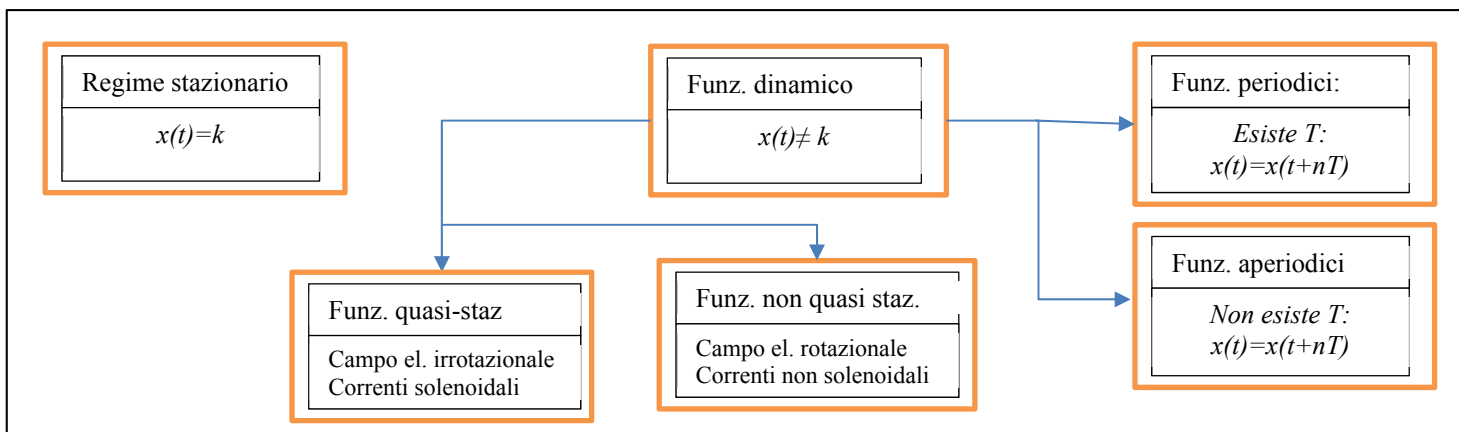 Regime stazionario
x(t)=k
Funz. dinamico
x(t)≠ k
Funz. periodici:
Esiste T:
x(t)=x(t+nT)
Funz. aperiodici
Non esiste T:
x(t)=x(t+nT)
Funz. quasi-staz
Campo el. irrotazionale
Correnti solenoidali
Funz. non quasi staz.
Campo el. rotazionale
Correnti non solenoidali